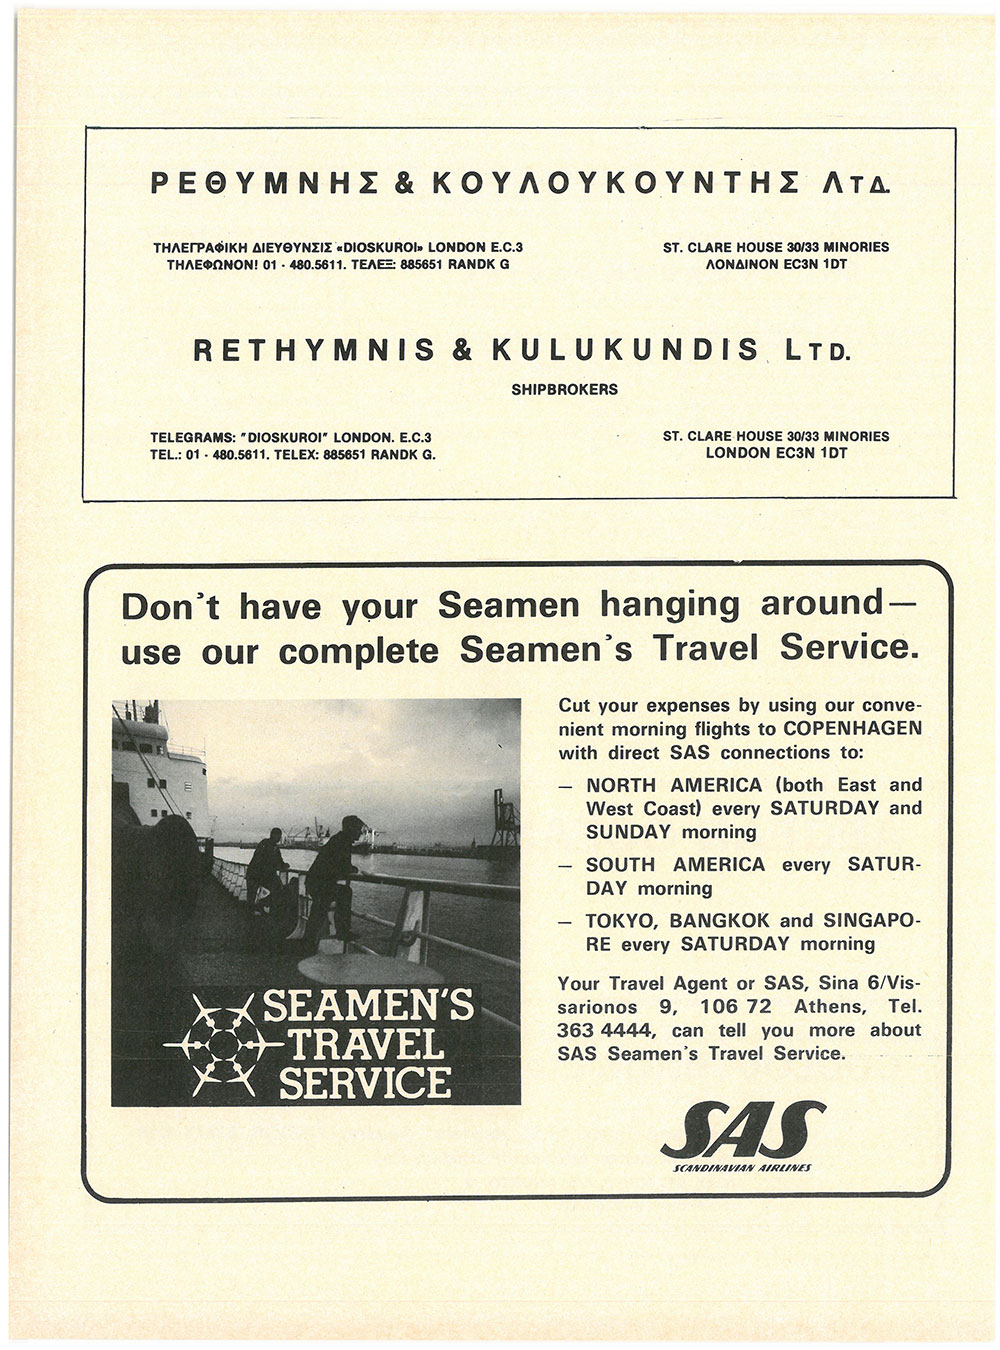 ΡΕΘΥΜΝΗΣ & ΚΟΥΛΟΥΚΟΥΝΤΗΣ ΛΤΔ.
ΤΗΛΕΓΡΑΦΙΚΗ ΔΙΕΥΘΥΝΣΙΣ «DIOSKUROI» LONDON E.C.3
ΤΗΛΕΦΩΝΟΝ! 01 - 480.5611. ΤΕΛΕΞ: 885651 RANDK G
ST. CLARE HOUSE 30/33 MINORIES
ΛΟΝΔΙΝΟΝ EC3N 1DT
RETHYMNIS & KULUKUNDIS LTD.
SHIPBROKERS
TELEGRAMS: "DIOSKUROI" LONDON. E.C.3
TEL.: 01 - 480.5611. TELEX: 885651 RANDK G.
ST. CLARE HOUSE 30/33 MINORIES
LONDON EC3N 1DT
Don't have your Seamen hanging around—
use our complete Seamen's Travel Service.
SEAMEN'S
TRAVEL
SERVICE
Cut your expenses by using our conve-
nient morning flights to COPENHAGEN
with direct SAS connections to:
— NORTH AMERICA (both East and
West Coast) every SATURDAY and
SUNDAY morning
— SOUTH AMERICA every SATUR-
DAY morning
— TOKYO, BANGKOK and SINGAPO-
RE every SATURDAY morning
Your Travel Agent or SAS, Sina 6/Vis-
sarionos 9, 106 72 Athens, Tel.
363 4444, can tell you more about
SAS Seamen's Travel Service.
SAS
SCANDINAVIAN AIRLINES